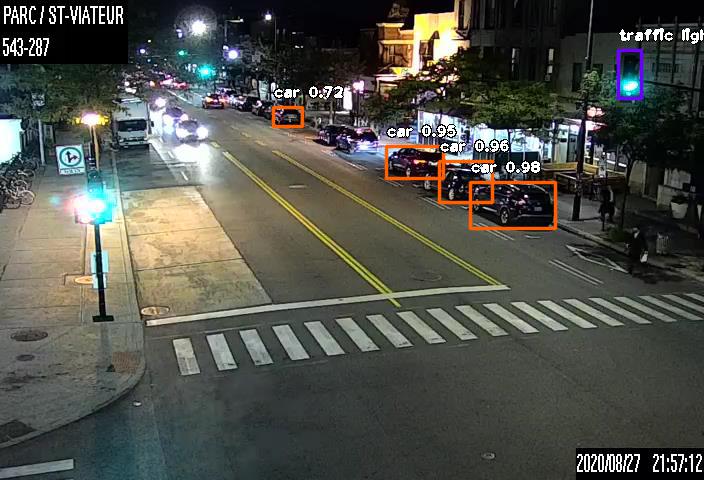 PARC / ST-VIATEUR
543-287
traffic ligh
car 0.72
car 0.95
car 0.96
car 0.98
2020/08/27 21:57:12